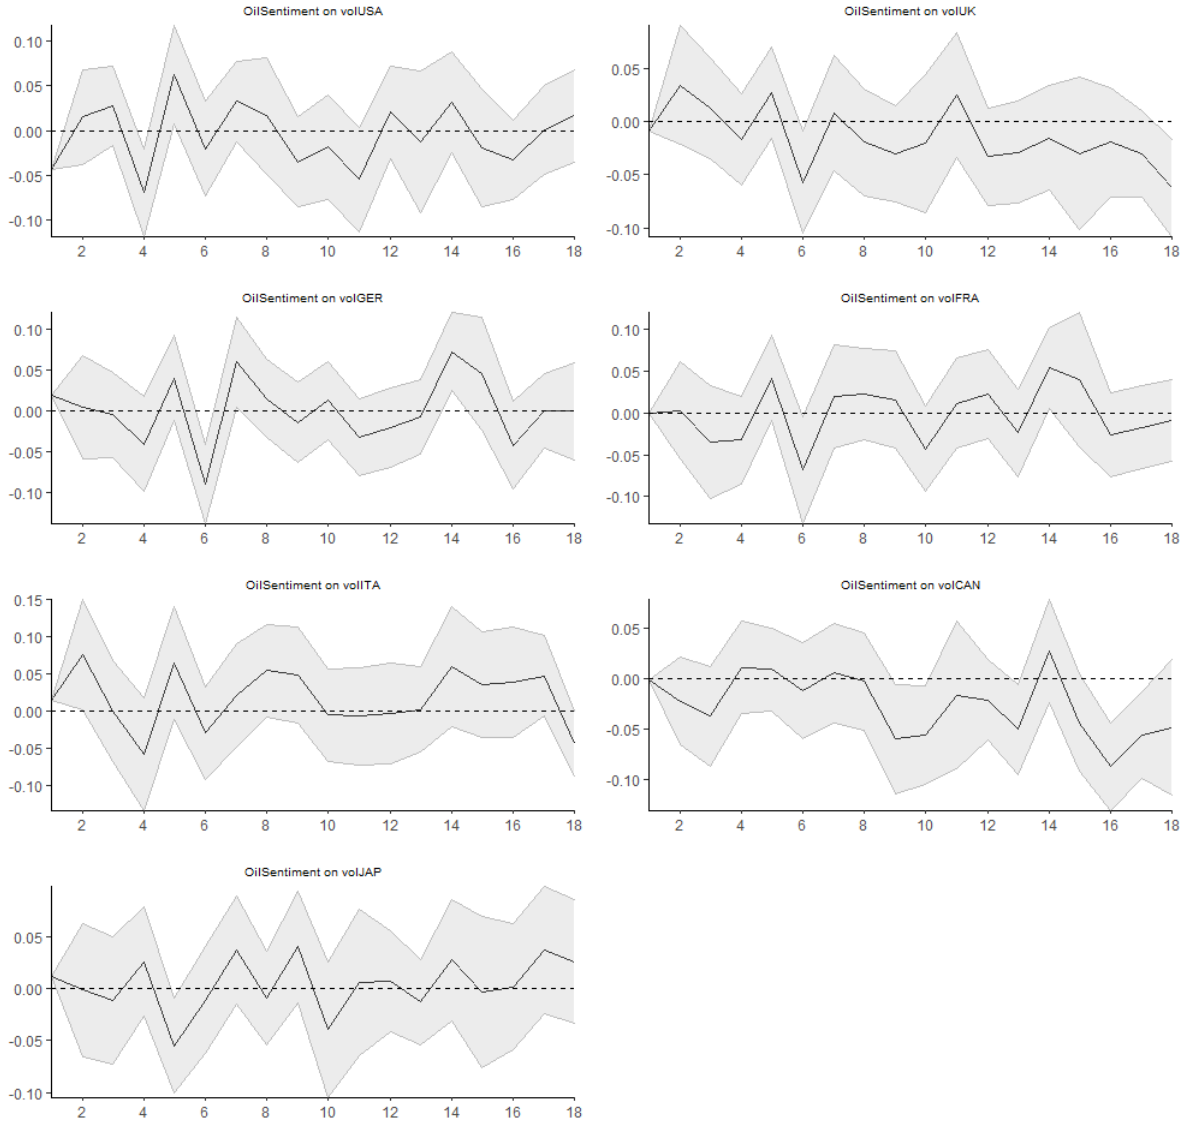 OilSentiment on volUSA
0.10
0.05
0.00
-0.05
-0.10
2 4 6 8 10 12 14 16 18
OilSentiment on volUK
0.05
0.00
-0.05
-0.10
2 4 6 8 10 12 14 16 18
OilSentiment on volGER
0.10
0.05
0.00
-0.05
-0.10
2 4 6 8 10 12 14 16 18
OilSentiment on volFRA
0.10
0.05
0.00
-0.05
-0.10
2 4 6 8 10 12 14 16 18
OilSentiment on volITA
0.15
0.10
0.05
0.00
-0.05
-0.10
2 4 6 8 10 12 14 16 18
OilSentiment on volCAN
0.05
0.00
-0.05
-0.10
2 4 6 8 10 12 14 16 18
OilSentiment on volJAP
0.05
0.00
-0.05
-0.10
2 4 6 8 10 12 14 16 18